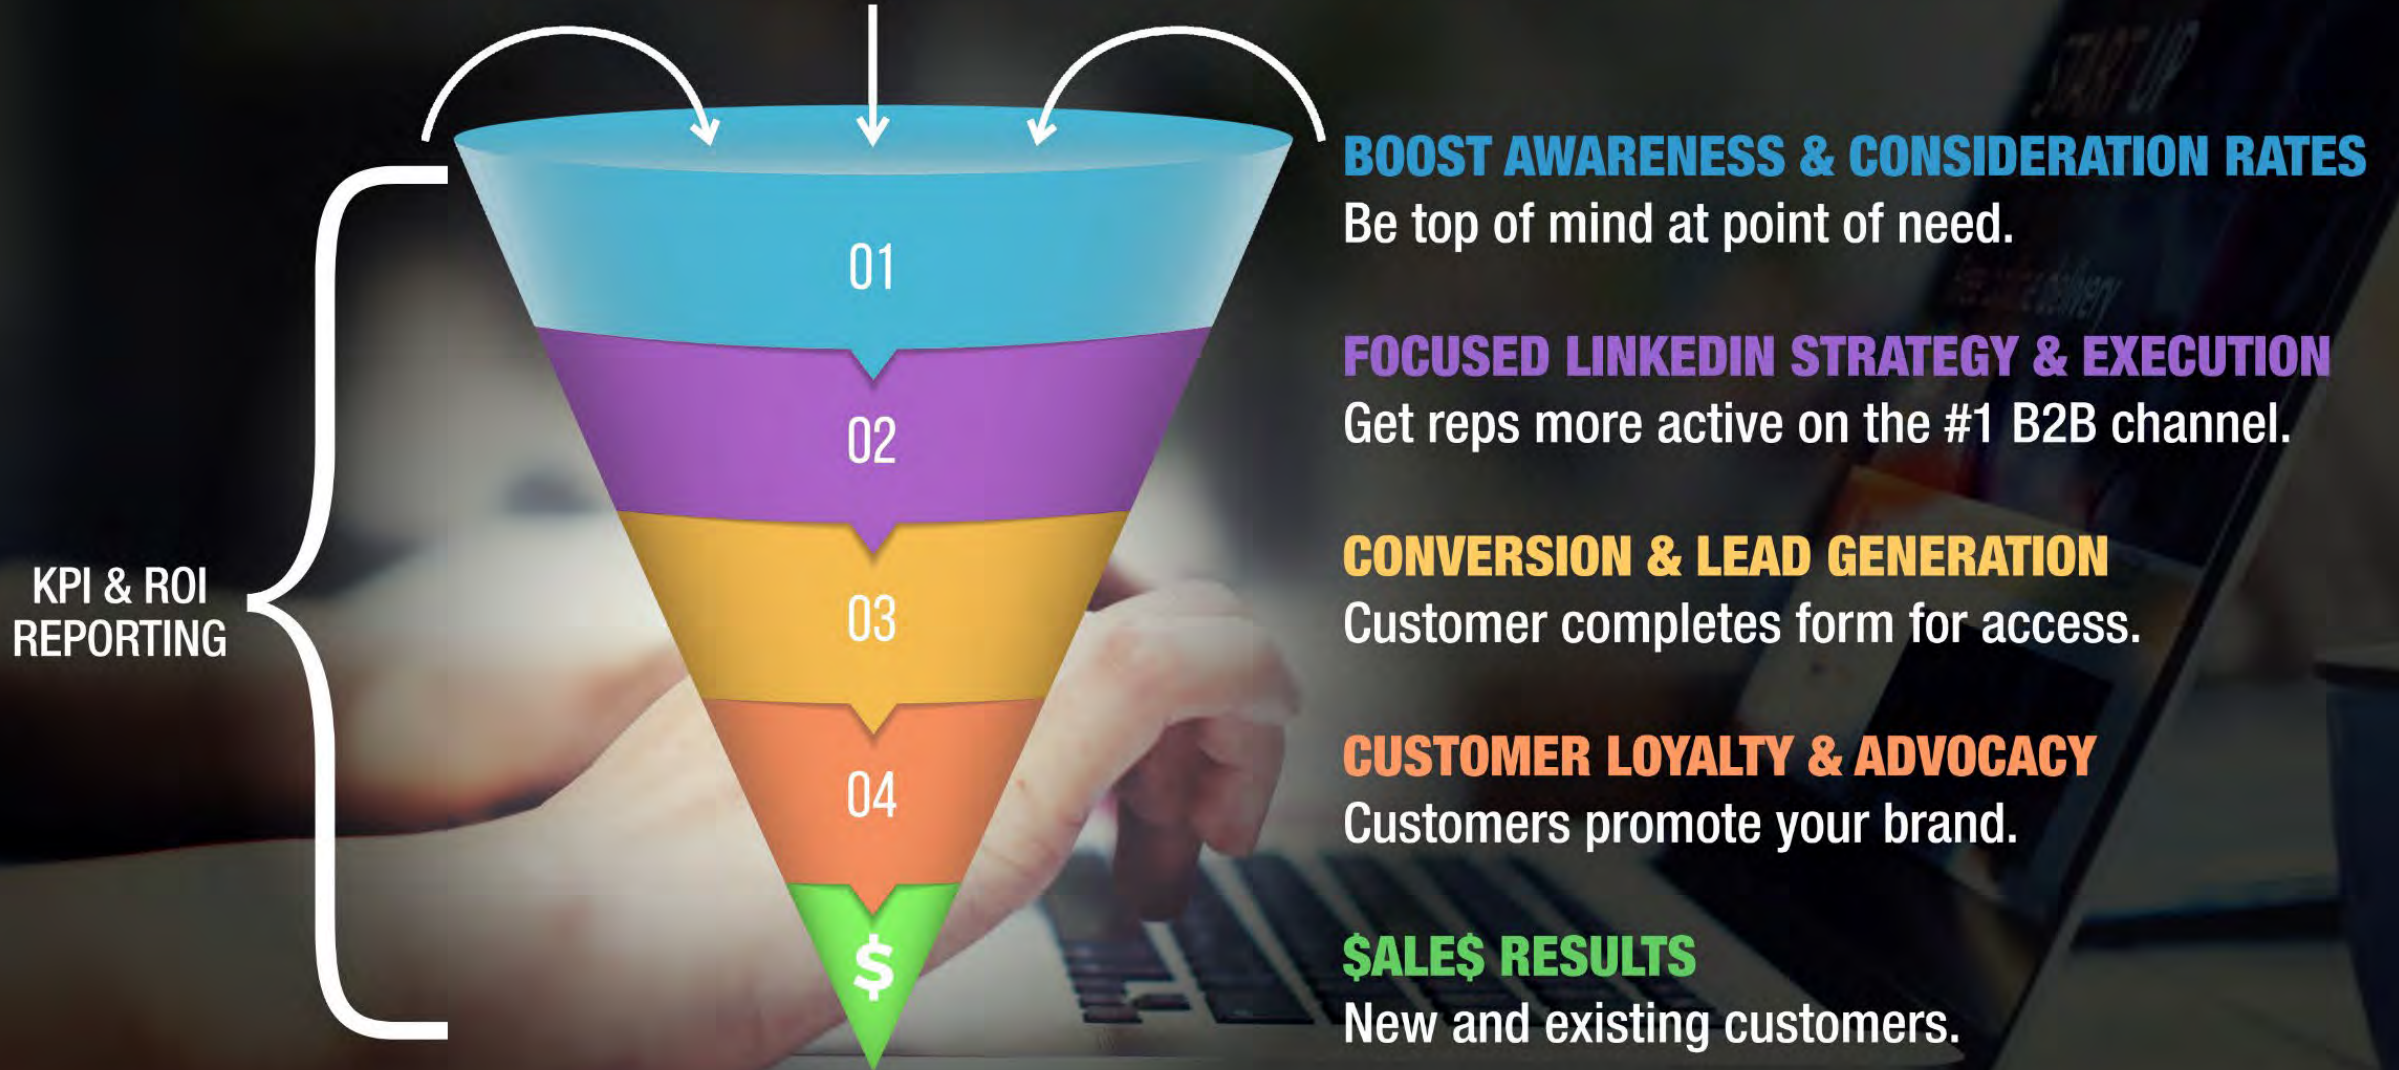 BOOST AWARENESS & CONSIDERATION RATES
Be top of mind at point of need.
01
FOCUSED LINKEDIN STRATEGY & EXECUTION
Get reps more active on the #1 B2B channel.
02
CONVERSION & LEAD GENERATION
Customer completes form for access.
03
KPI & ROI
REPORTING
CUSTOMER LOYALTY & ADVOCACY
Customers promote your brand.
04
$ALE$ RESULTS
New and existing customers.
$
START UP